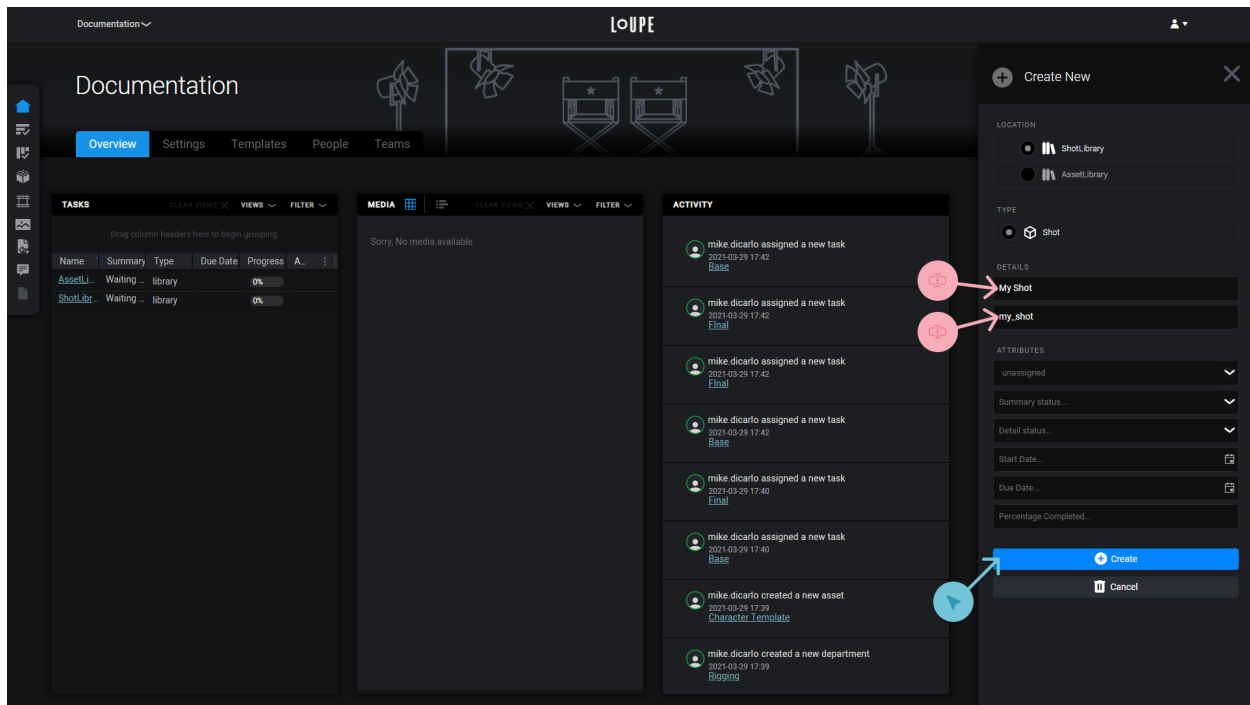 Documentation
LOUPE
Documentation
Overview Settings Templates People Teams
TASKS CLEAR VIEWS VIEWS FILTER
Drag column headers here to begin grouping.
Name Summary Type Due Date Progress A...
AssetLi... Waiting ... library 0%
ShotLibr... Waiting ... library 0%
MEDIA CLEAR VIEWS VIEWS FILTER
Sorry, No media available
ACTIVITY
mike.dicarlo assigned a new task
2021-03-29 17:42
Base
mike.dicarlo assigned a new task
2021-03-29 17:42
FInal
mike.dicarlo assigned a new task
2021-03-29 17:42
FInal
mike.dicarlo assigned a new task
2021-03-29 17:42
Base
mike.dicarlo assigned a new task
2021-03-29 17:40
Final
mike.dicarlo assigned a new task
2021-03-29 17:40
Base
mike.dicarlo created a new asset
2021-03-29 17:39
Character Template
mike.dicarlo created a new department
2021-03-29 17:39
Rigging
Create New
LOCATION
ShotLibrary
AssetLibrary
TYPE
Shot
DETAILS
My Shot
my_shot
ATTRIBUTES
unassigned
Summary status...
Detail status...
Start Date...
Due Date...
Percentage Completed...
Create
Cancel